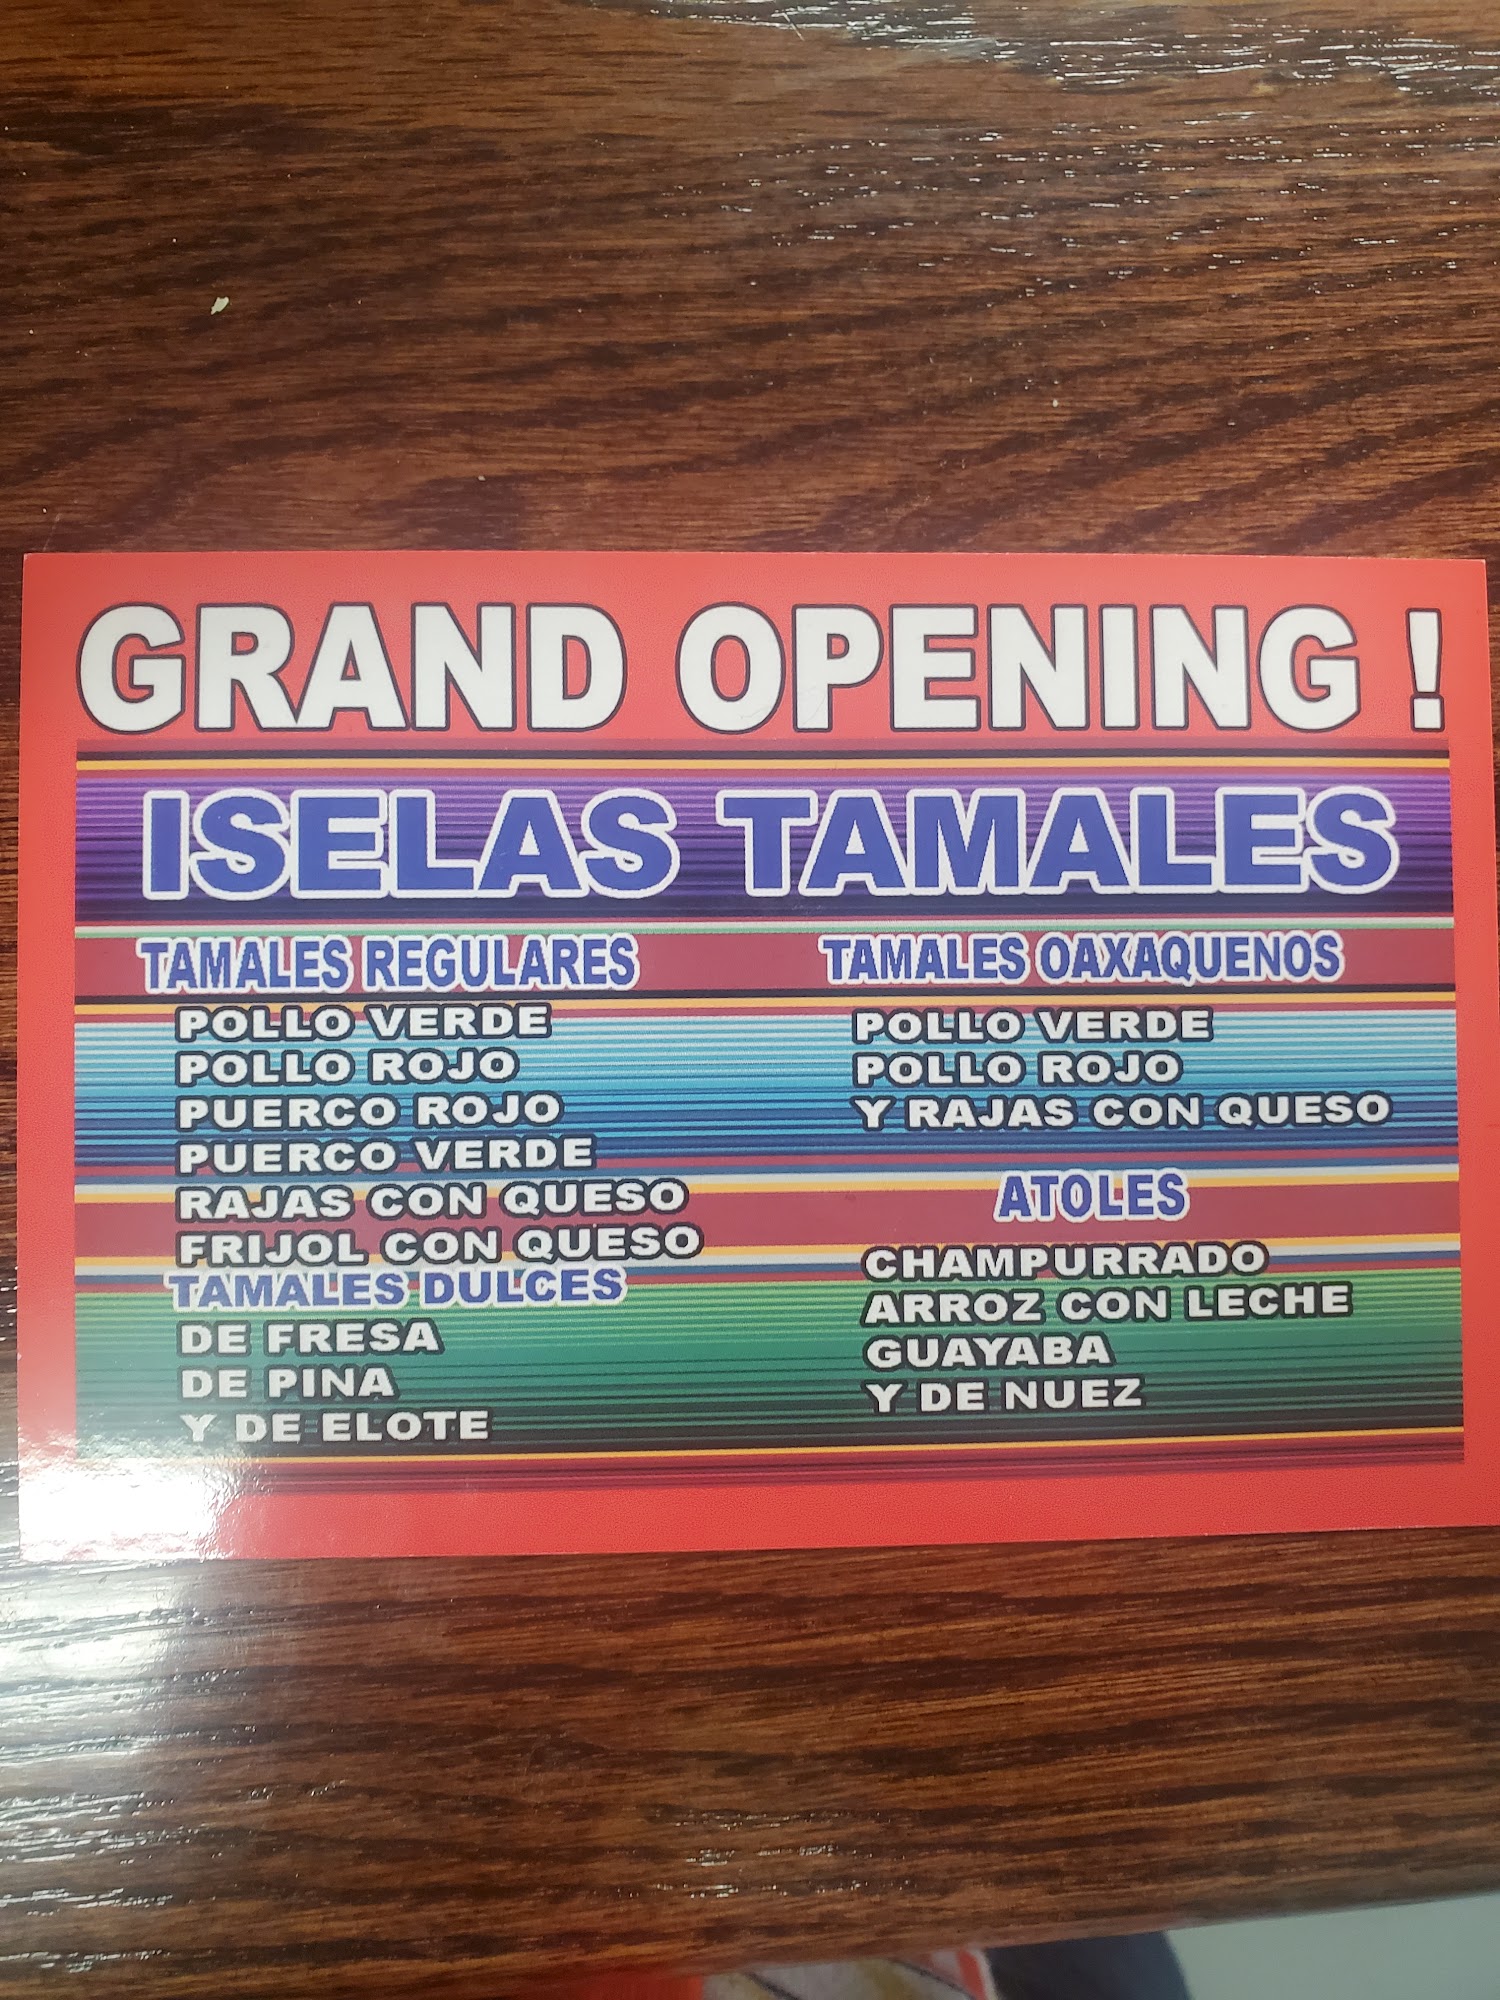 GRAND OPENING !
ISELAS TAMALES
TAMALES REGULARES
POLLO VERDE
POLLO ROJO
PUERCO ROJO
PUERCO VERDE
RAJAS CON QUESO
FRIJOL CON QUESO
TAMALES DULCES
DE FRESA
DE PINA
Y DE ELOTE
TAMALES OAXAQUENOS
POLLO VERDE
POLLO ROJO
Y RAJAS CON QUESO
ATOLES
CHAMPURRADO
ARROZ CON LECHE
GUAYABA
Y DE NUEZ